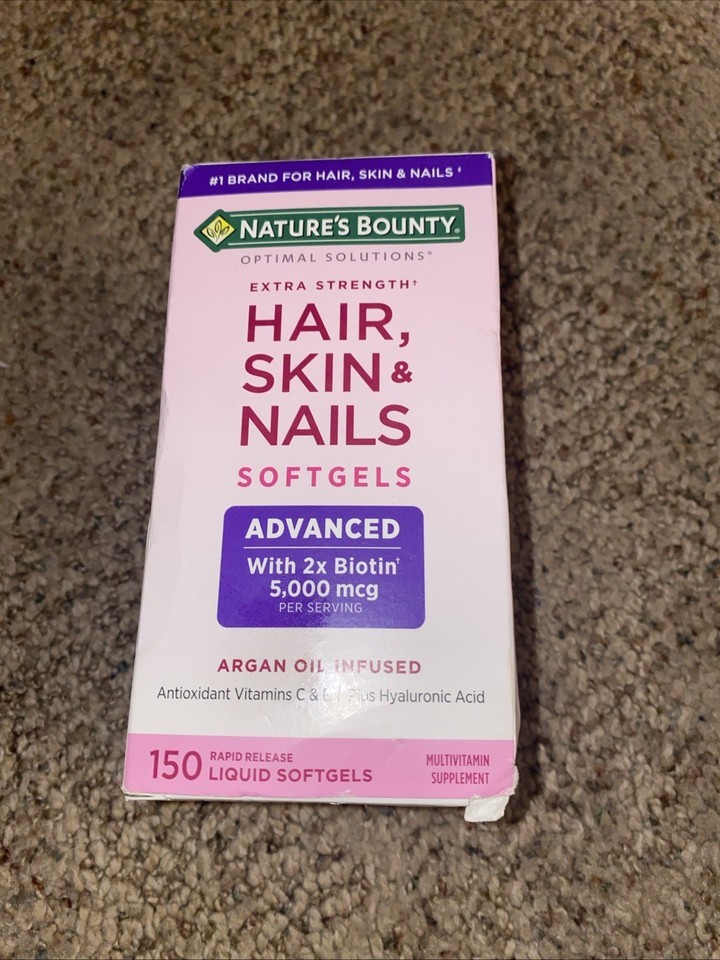 #1 BRAND FOR HAIR, SKIN & NAILS ‡
NATURE'S BOUNTY®
OPTIMAL SOLUTIONS®
EXTRA STRENGTH†
HAIR,
SKIN &
NAILS
SOFTGELS
ADVANCED
With 2x Biotin†
5,000 mcg
PER SERVING
ARGAN OIL INFUSED
Antioxidant Vitamins C & Plus Hyaluronic Acid
150 RAPID RELEASE
LIQUID SOFTGELS
MULTIVITAMIN
SUPPLEMENT